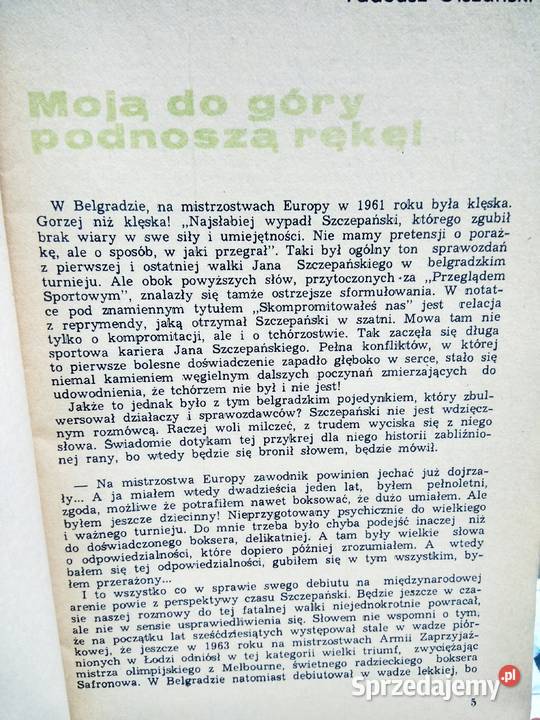 Moją do góry
podnoszą rękę!
W Belgradzie, na mistrzostwach Europy w 1961 roku była klęska.
Gorzej niż klęska! „Najsłabiej wypadł Szczepański, którego zgubił
brak wiary w swe siły i umiejętności. Nie mamy pretensji o poraż-
kę, ale o sposób, w jaki przegrał". Taki był ogólny ton sprawozdań
z pierwszej i ostatniej walki Jana Szczepańskiego w belgradzkim
turnieju. Ale obok powyższych słów, przytoczonych za „Przeglądem
Sportowym", znalazły się tamże ostrzejsze sformułowania. W notat-
ce pod znamiennym tytułem „Skompromitowałeś nas" jest relacja
z reprymendy, jaką otrzymał Szczepański w szatni. Mowa tam nie
tylko o kompromitacji, ale i o tchórzostwie. Tak zaczęła się długa
sportowa kariera Jana Szczepańskiego. Pełna konfliktów, w której
to pierwsze bolesne doświadczenie zapadło głęboko w serce, stało się
niemal kamieniem węgielnym dalszych poczynań zmierzających do
udowodnienia, że tchórzem nie był i nie jest!
Jakże to jednak było z tym belgradzkim pojedynkiem, który zbul-
wersował działaczy i sprawozdawców? Szczepański nie jest wdzięcz-
nym rozmówcą. Raczej woli milczeć, z trudem wyciska się z niego
słowa. Świadomie dotykam tej przykrej dla niego historii zabliźnio-
nej rany, bo wtedy będzie się bronił słowem, będzie mówił.
— Na mistrzostwa Europy zawodnik powinien jechać już dojrza-
ły... A ja miałem wtedy dwadzieścia jeden lat, byłem pełnoletni,
zgoda, możliwe że potrafiłem nawet boksować, że dużo umiałem. Ale
byłem jeszcze dziecinny! Nieprzygotowany psychicznie do wielkiego
i ważnego turnieju. Do mnie trzeba było chyba podejść inaczej niż
do doświadczonego boksera, delikatniej. A tam były wielkie słowa
o odpowiedzialności, które dopiero później zrozumiałem. A wtedy
bałem się tej odpowiedzialności, gubiłem się w tym wszystkim, by-
łem przerażony...
I to wszystko co w sprawie swego debiutu na międzynarodowej
arenie powie z perspektywy czasu Szczepański. Będzie jeszcze w cza-
sie naszej rozmowy do tej fatalnej walki niejednokrotnie powracał,
ale nie w sensie usprawiedliwienia się. Słowem nie wspomni o tym,
że na początku lat sześćdziesiątych występował stale w wadze piór-
kowej, że jeszcze w 1963 roku na mistrzostwach Armii Zaprzyjaź-
nionych w Łodzi odniósł w tej kategorii wielki triumf, zwyciężając
mistrza olimpijskiego z Melbourne, świetnego radzieckiego boksera
Safronowa. W Belgradzie natomiast debiutował w wadze lekkiej, bo
5
Sprzedajemy.pl